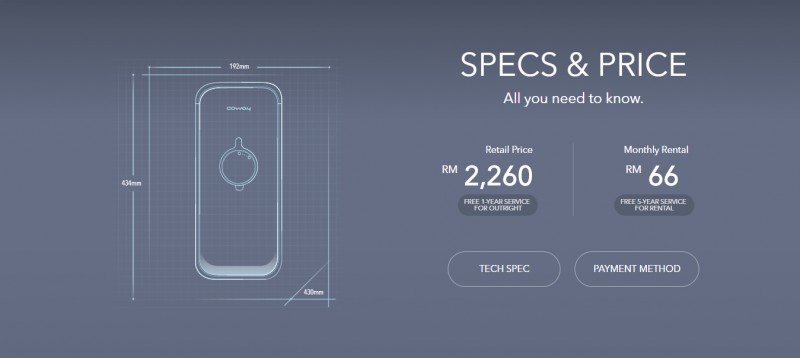 192mm
COWAY
434mm
430mm
SPECS & PRICE
All you need to know.
Retail Price
RM 2,260
FREE 1-YEAR SERVICE
FOR OUTRIGHT
Monthly Rental
RM 66
FREE 5-YEAR SERVICE
FOR RENTAL
TECH SPEC
PAYMENT METHOD